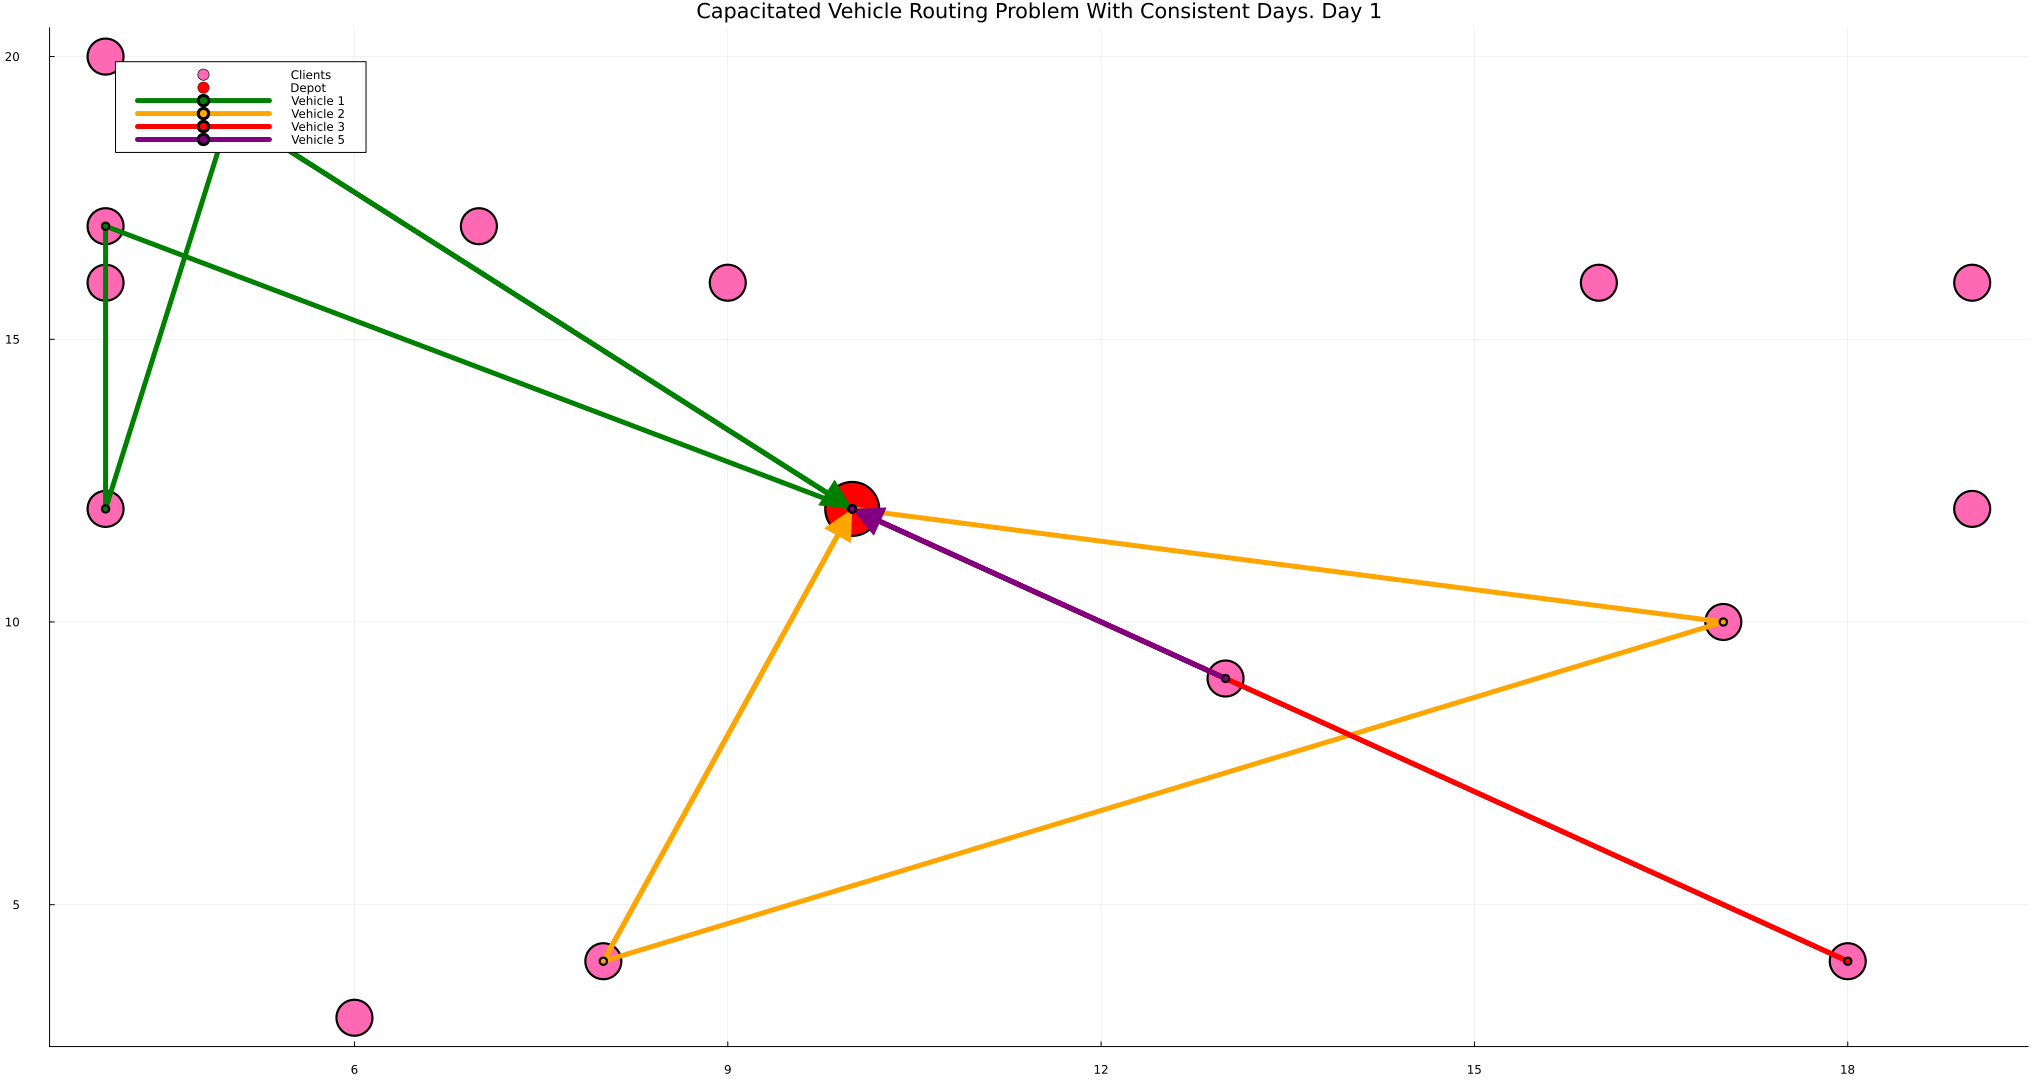 Capacitated Vehicle Routing Problem With Consistent Days. Day 1
20
Clients
Depot
Vehicle 1
Vehicle 2
Vehicle 3
Vehicle 5
15
10
5
6 9 12 15 18